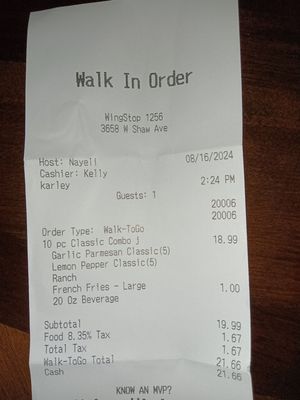 Walk In Order
WingStop 1256
3658 W Shaw Ave
Host: Nayeli 08/16/2024
Cashier: Kelly 2:24 PM
karley
Guests: 1
20006
20006
Order Type: Walk-ToGo
10 pc Classic Combo j 18.99
Garlic Parmesan Classic(5)
Lemon Pepper Classic(5)
Ranch
French Fries - Large 1.00
20 Oz Beverage
Subtotal 19.99
Food 8.35% Tax 1.67
Total Tax 1.67
Walk-ToGo Total 21.66
Cash 21.66
KNOW AN MVP?